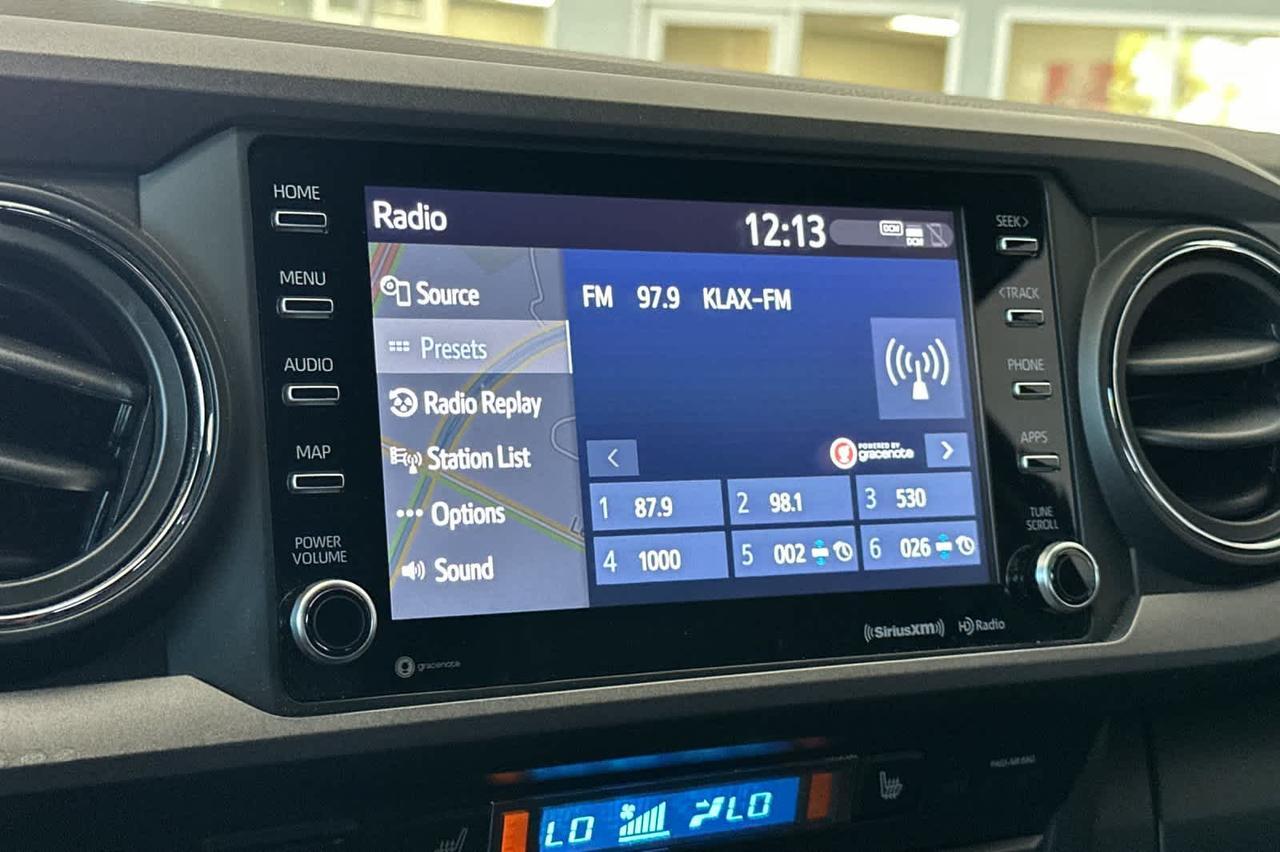 HOME
MENU
AUDIO
MAP
POWER
VOLUME
Radio
12:13
DCM
DCM
Source
Presets
Radio Replay
Station List
Options
Sound
FM 97.9 KLAX-FM
POWERED BY
gracenote
1 87.9
2 98.1
3 530
4 1000
5 002
6 026
SEEK>
<TRACK
PHONE
APPS
TUNE
SCROLL
gracenote
((SiriusXM))
HD Radio
LO
LO